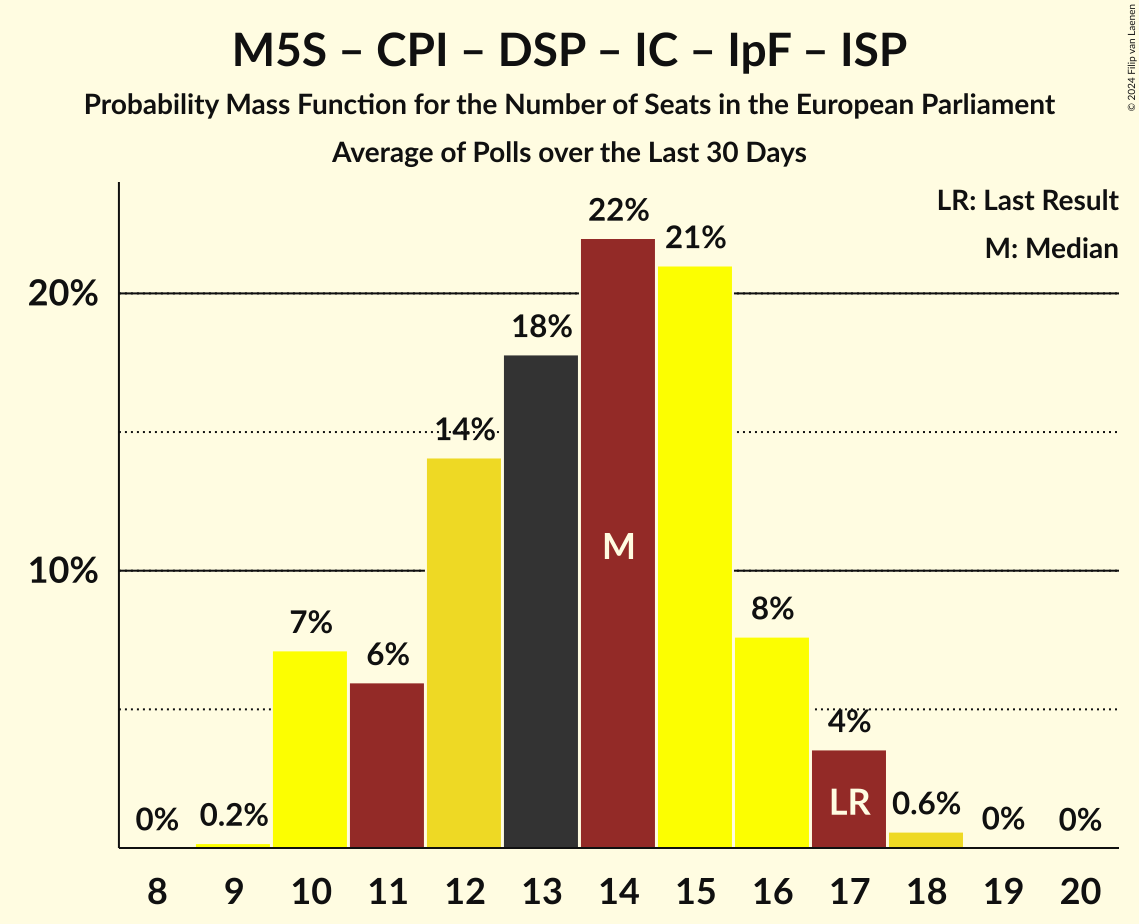 M5S – CPI – DSP – IC – IpF – ISP
Probability Mass Function for the Number of Seats in the European Parliament
Average of Polls over the Last 30 Days
© 2024 Filip van Laenen
LR: Last Result
M: Median
20%
10%
0%
0.2%
7%
6%
14%
18%
22%
21%
8%
4%
0.6%
0%
0%
M
LR
8 9 10 11 12 13 14 15 16 17 18 19 20